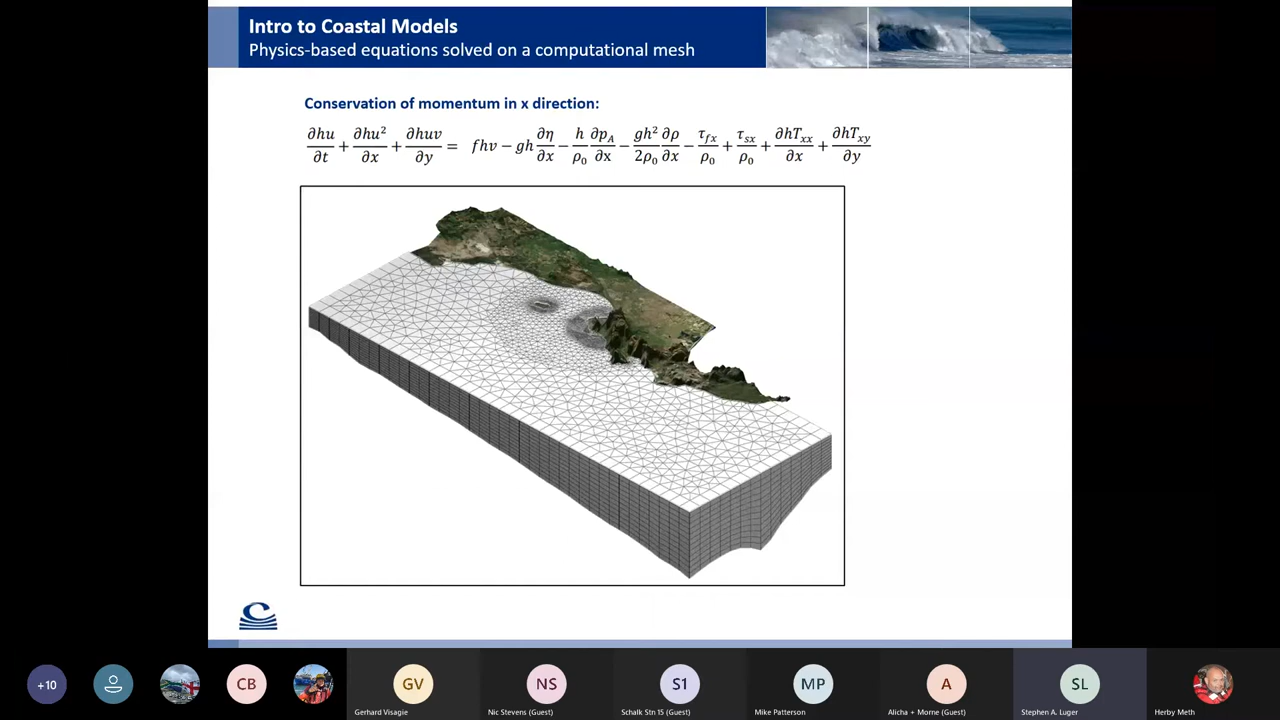 Intro to Coastal Models
Physics-based equations solved on a computational mesh
Conservation of momentum in x direction:
∂hu/∂t + ∂hu²/∂x + ∂huv/∂y = fhv − gh ∂η/∂x − h/ρ₀ ∂p_A/∂x − gh²/2ρ₀ ∂ρ/∂x − τ_fx/ρ₀ + τ_sx/ρ₀ + ∂hT_xx/∂x + ∂hT_xy/∂y
+10
CB
GV
NS
S1
MP
A
SL
Gerhard Visagie
Nic Stevens (Guest)
Schalk Stn 15 (Guest)
Mike Patterson
Alicha + Morne (Guest)
Stephen A. Luger
Herby Meth